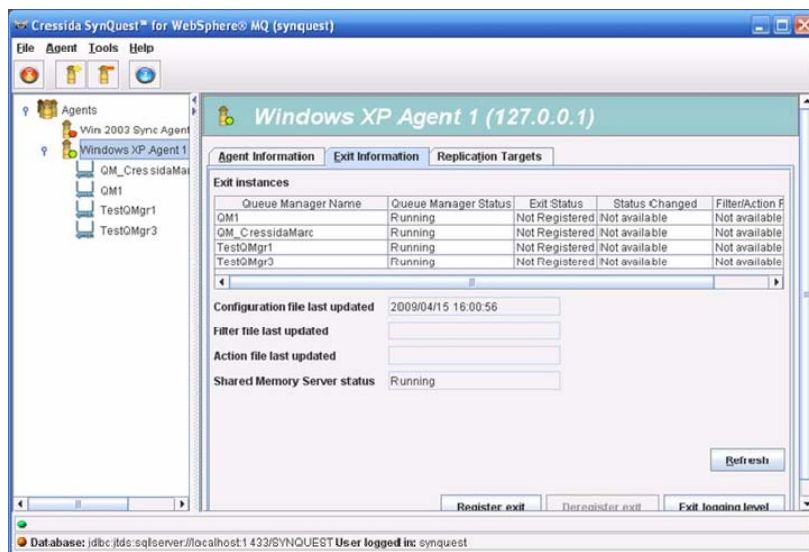 Cressida SynQuest™ for WebSphere® MQ (synquest)
File Agent Tools Help
Agents
Win 2003 Sync Agent
Windows XP Agent 1
QM_CressidaMar
QM1
TestQMgr1
TestQMgr3
Windows XP Agent 1 (127.0.0.1)
Agent Information Exit Information Replication Targets
Exit instances
Queue Manager Name Queue Manager Status Exit Status Status Changed Filter/Action F
QM1 Running Not Registered Not available Not available
QM_CressidaMarc Running Not Registered Not available Not available
TestQMgr1 Running Not Registered Not available Not available
TestQMgr3 Running Not Registered Not available Not available
Configuration file last updated 2009/04/15 16:00:56
Filter file last updated
Action file last updated
Shared Memory Server status Running
Refresh
Register exit Deregister exit Exit logging level
Database: jdbc:jtds:sqlserver://localhost:1433/SYNQUEST User logged in: synquest